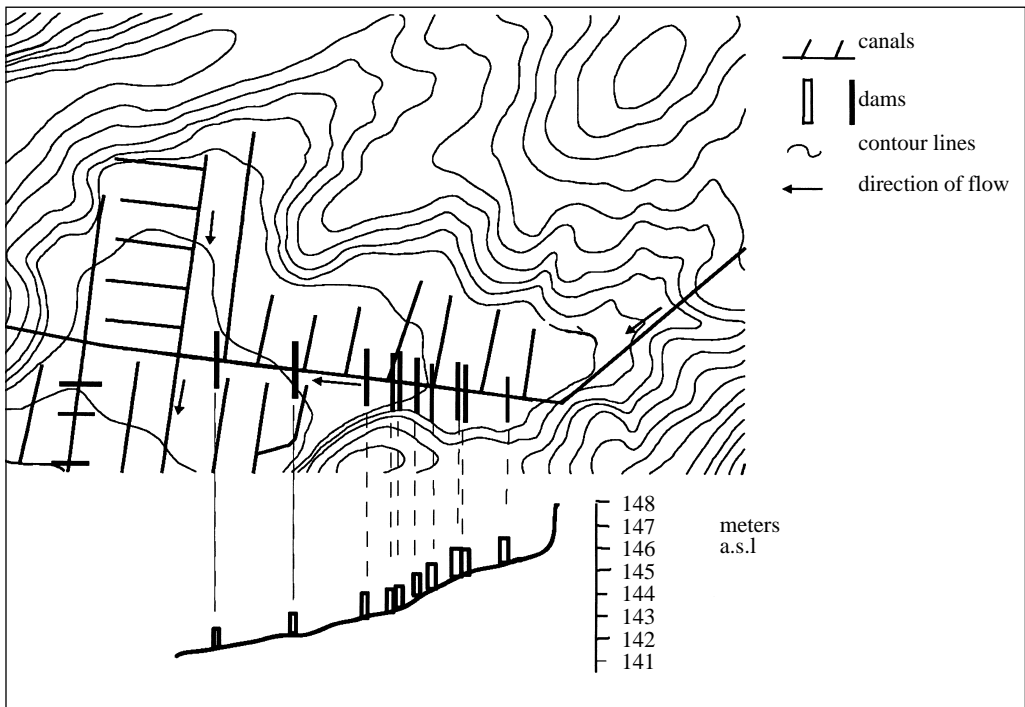 canals
dams
contour lines
direction of flow
148
147
146
145
144
143
142
141
meters
a.s.l